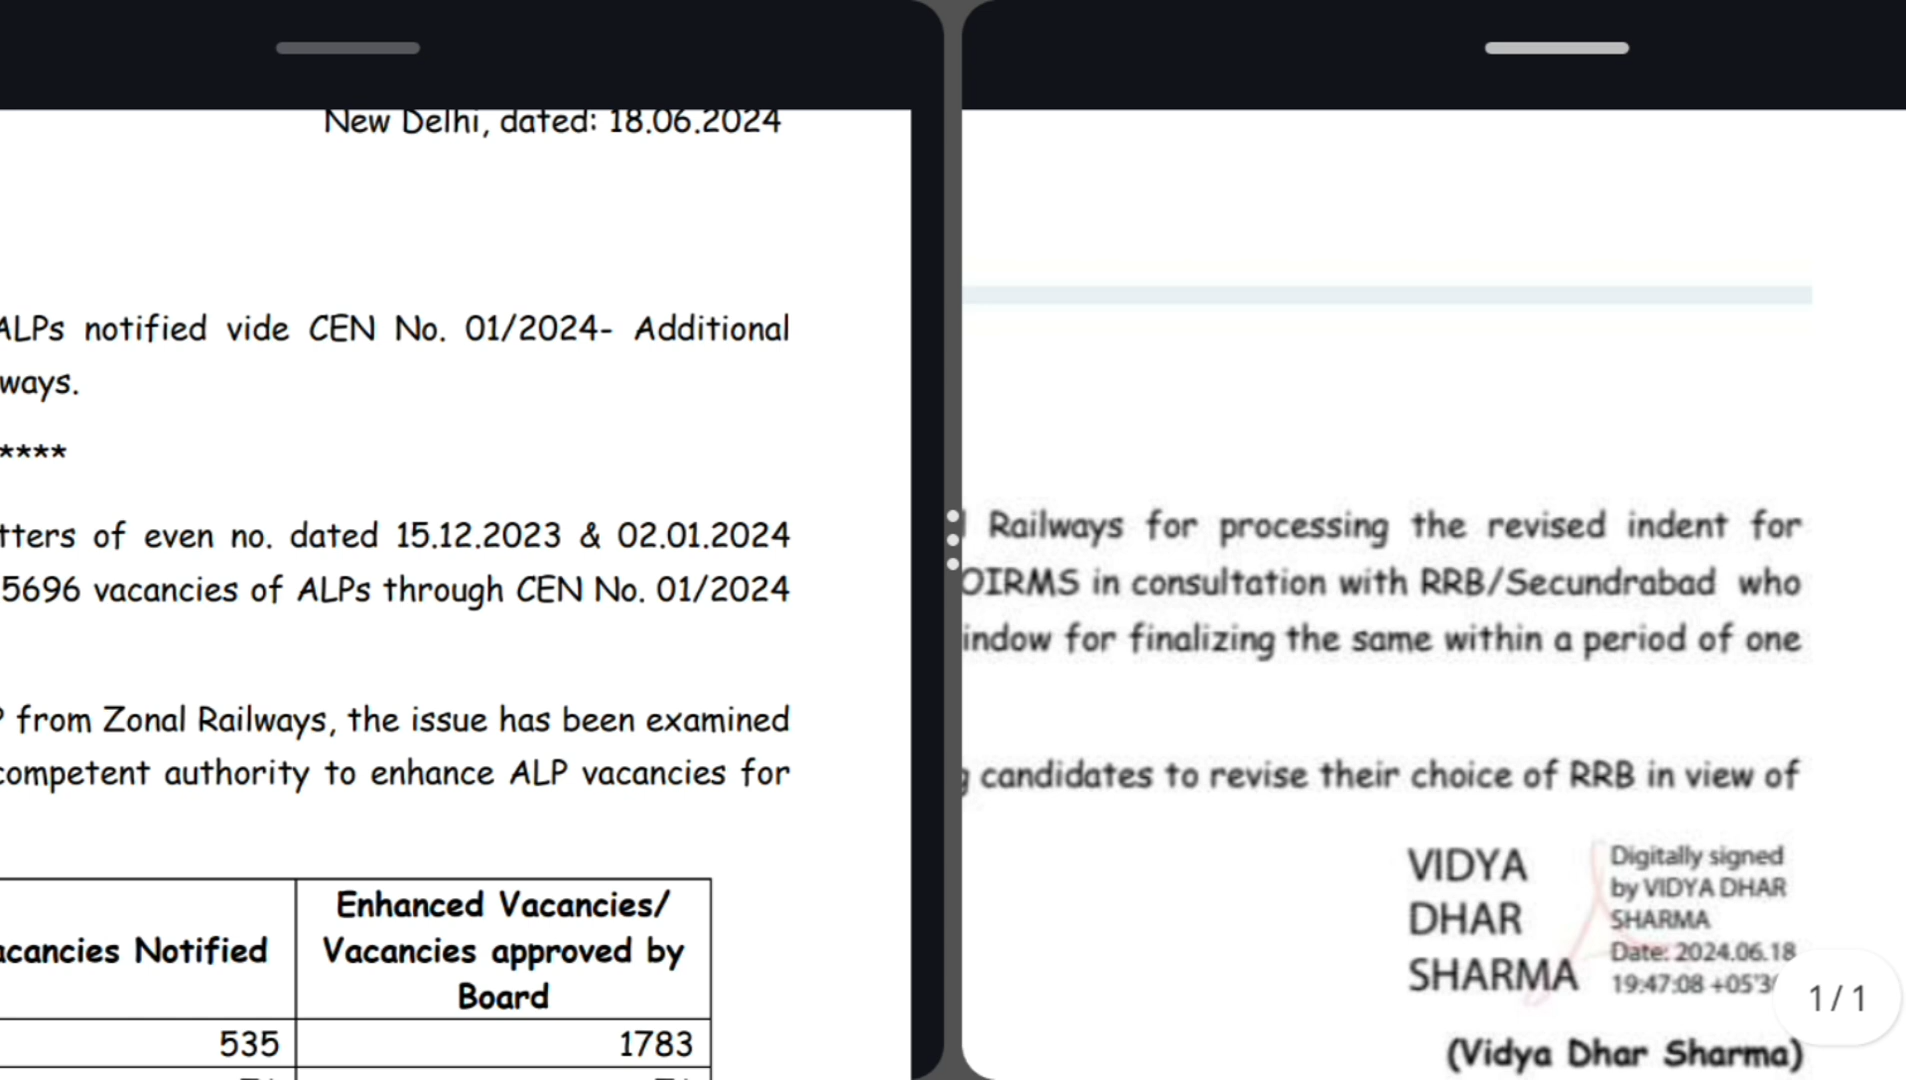 New Delhi, dated: 18.06.2024
ALPs notified vide CEN No. 01/2024- Additional
ways.
****
tters of even no. dated 15.12.2023 & 02.01.2024
5696 vacancies of ALPs through CEN No. 01/2024
from Zonal Railways, the issue has been examined
competent authority to enhance ALP vacancies for
acancies Notified
Enhanced Vacancies/
Vacancies approved by
Board
535
1783
Railways for processing the revised indent for
OIRMS in consultation with RRB/Secundrabad who
indow for finalizing the same within a period of one
candidates to revise their choice of RRB in view of
VIDYA
DHAR
SHARMA
Digitally signed
by VIDYA DHAR
SHARMA
Date: 2024.06.18
19:47:08 +05'3
1/1
(Vidya Dhar Sharma)